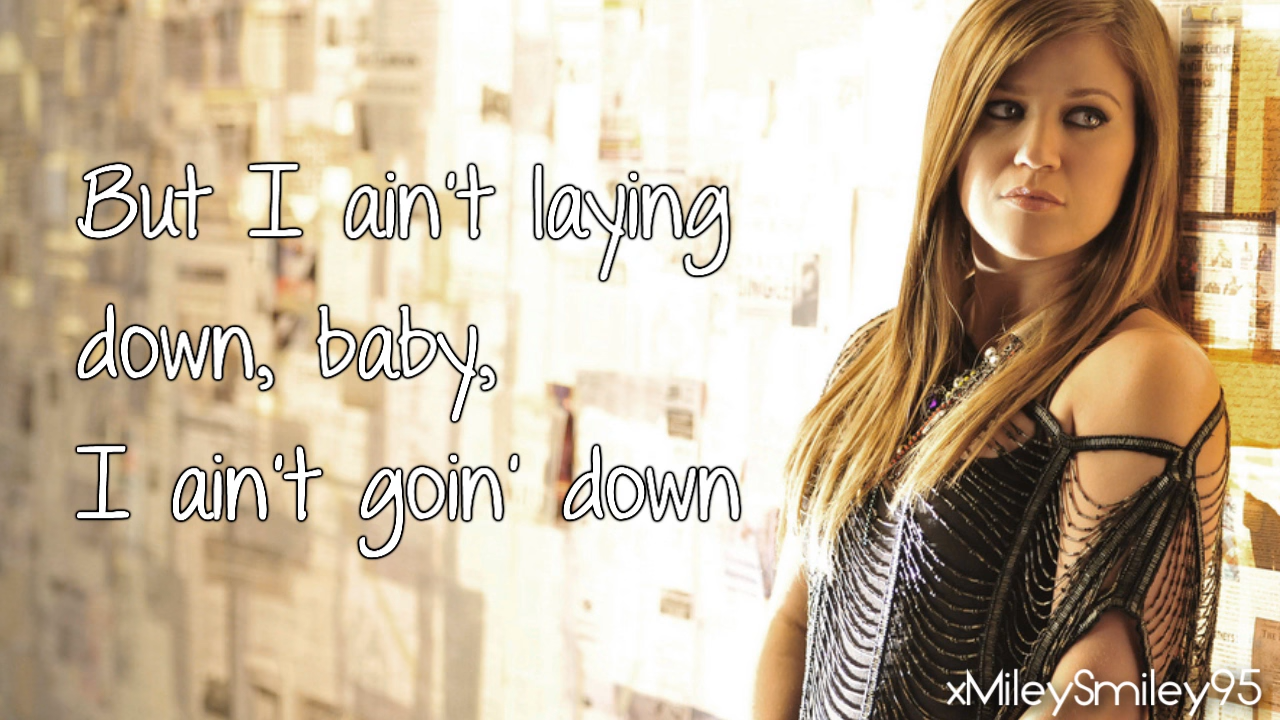 But I ain't laying
down, baby,
I ain't goin' down
xMileySmiley95